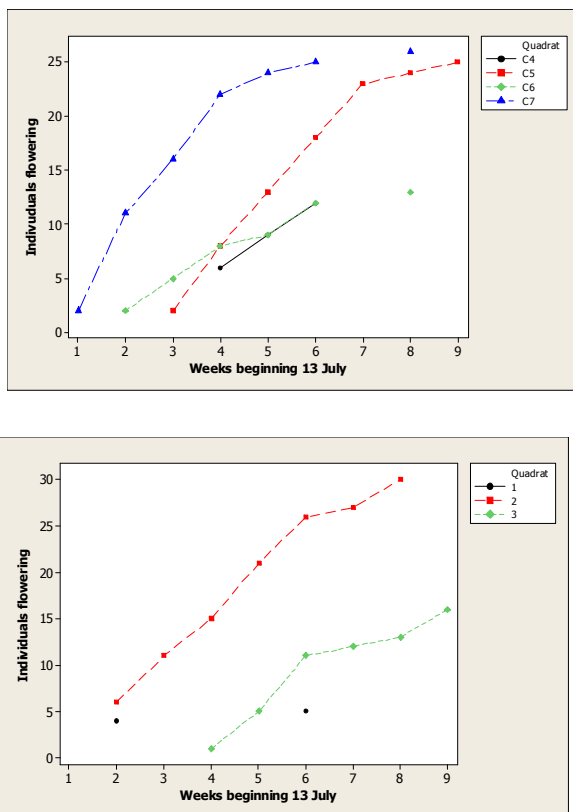 Quadrat
C4
C5
C6
C7
25
20
15
10
5
0
Indivuduals flowering
1 2 3 4 5 6 7 8 9
Weeks beginning 13 July
Quadrat
1
2
3
30
25
20
15
10
5
0
Individuals flowering
1 2 3 4 5 6 7 8 9
Weeks beginning 13 July